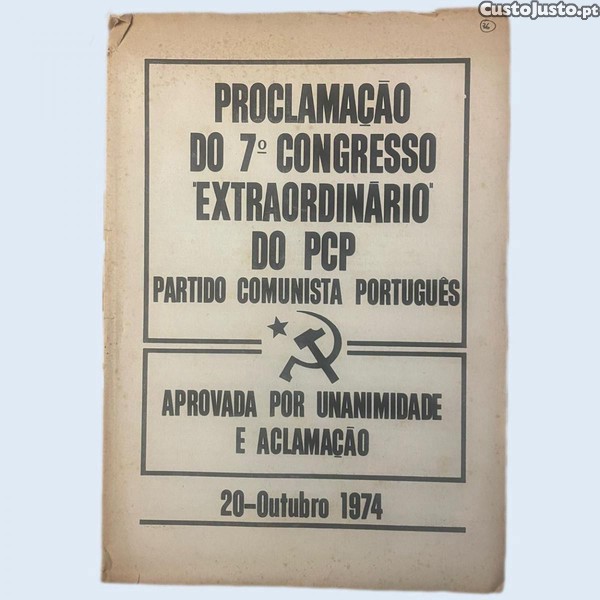 CustoJusto.pt
PROCLAMAÇÃO
DO 7º CONGRESSO
"EXTRAORDINÁRIO"
DO PCP
PARTIDO COMUNISTA PORTUGUÊS
APROVADA POR UNANIMIDADE
E ACLAMAÇÃO
20-Outubro 1974